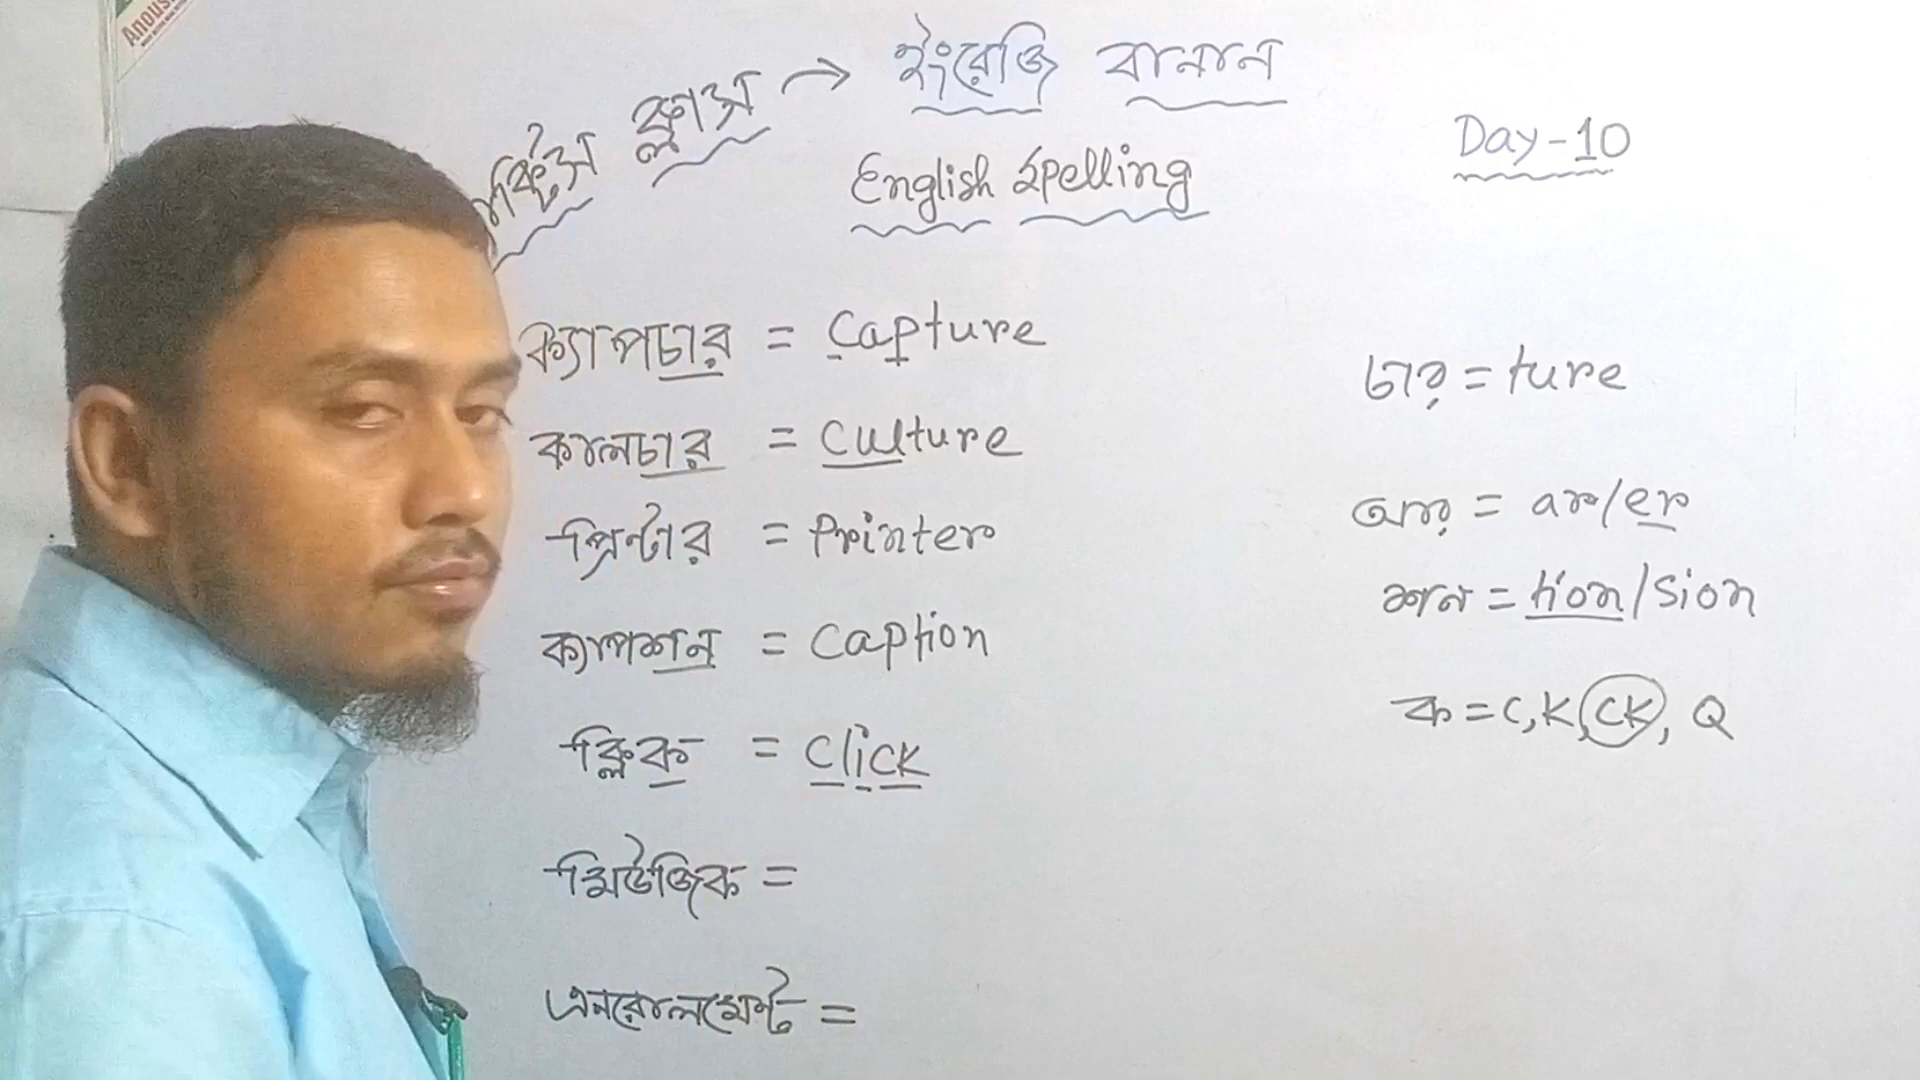 Anous
ক্লাস → ইংরেজি বানান
English Spelling
Day-10
ক্যাপচার = Capture
কালচার = Culture
প্রিন্টার = Printer
ক্যাপশন = Caption
ক্লিক = Click
মিউজিক =
এনরোলমেন্ট =
চার = ture
আর = ar/er
শন = tion/sion
ক = C, K, CK, Q